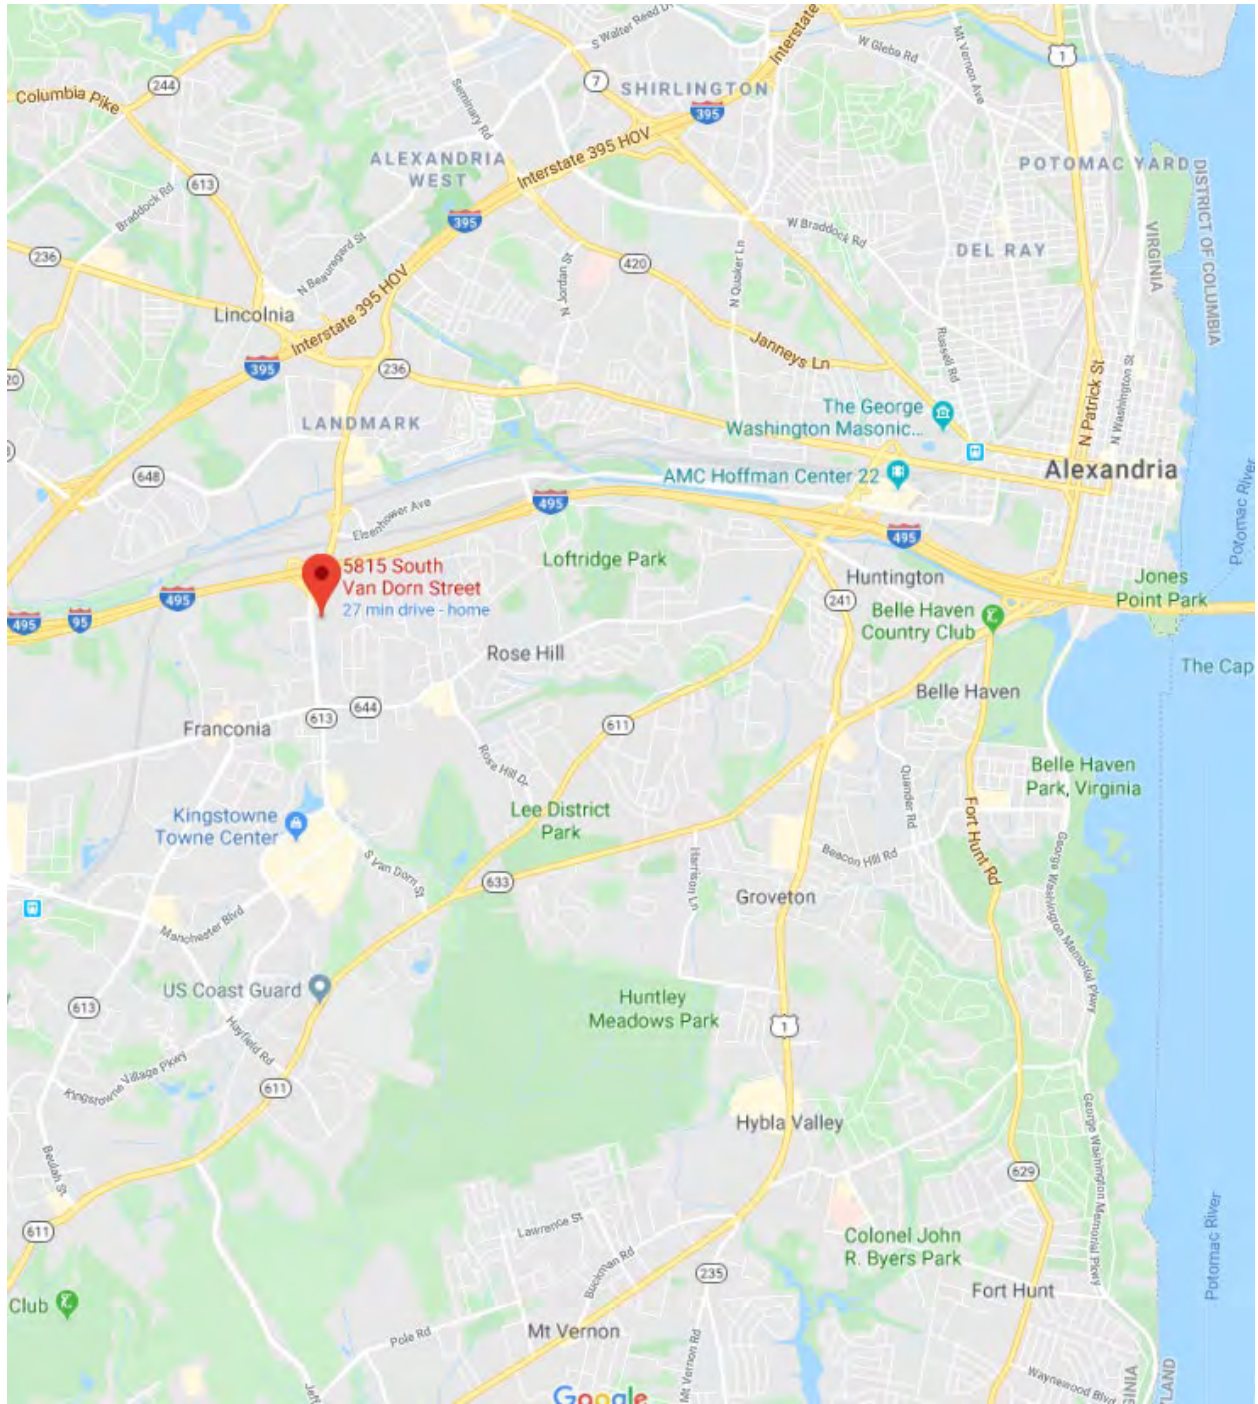 S Walter Reed Dr
Interstate
W Glebe Rd
Mt Vernon Ave
1
244
Columbia Pike
7
SHIRLINGTON
395
Seminary Rd
Interstate 395 HOV
ALEXANDRIA
WEST
POTOMAC YARD
DISTRICT OF COLUMBIA
VIRGINIA
613
Braddock Rd
395
N Beauregard St
W Braddock Rd
DEL RAY
236
420
N Jordan St
N Quaker Ln
Lincolnia
Interstate 395 HOV
Janneys Ln
Russell Rd
395
236
20
N Patrick St
N Washington St
LANDMARK
The George
Washington Masonic...
Alexandria
AMC Hoffman Center 22
648
Eisenhower Ave
495
495
Potomac River
5815 South
Van Dorn Street
27 min drive - home
Loftridge Park
Huntington
Jones
Point Park
495
495
95
241
Belle Haven
Country Club
Rose Hill
The Cap
Belle Haven
613
644
Franconia
611
Rose Hill Dr
Quander Rd
Belle Haven
Park, Virginia
Kingstowne
Towne Center
Lee District
Park
Fort Hunt Rd
S Van Dorn St
Beacon Hill Rd
George Washington Memorial Pkwy
633
Harrison Ln
Groveton
Manchester Blvd
US Coast Guard
Huntley
Meadows Park
613
1
Hayfield Rd
Kingstowne Village Pkwy
611
Hybla Valley
George Washington Memorial Pkwy
Beulah St
629
Lawrence St
611
Colonel John
R. Byers Park
Potomac River
Buckman Rd
235
Fort Hunt
Club
Pole Rd
Mt Vernon
Mt Vernon Rd
Jeff
Waynewood Blvd
GINIA
YLAND
Google